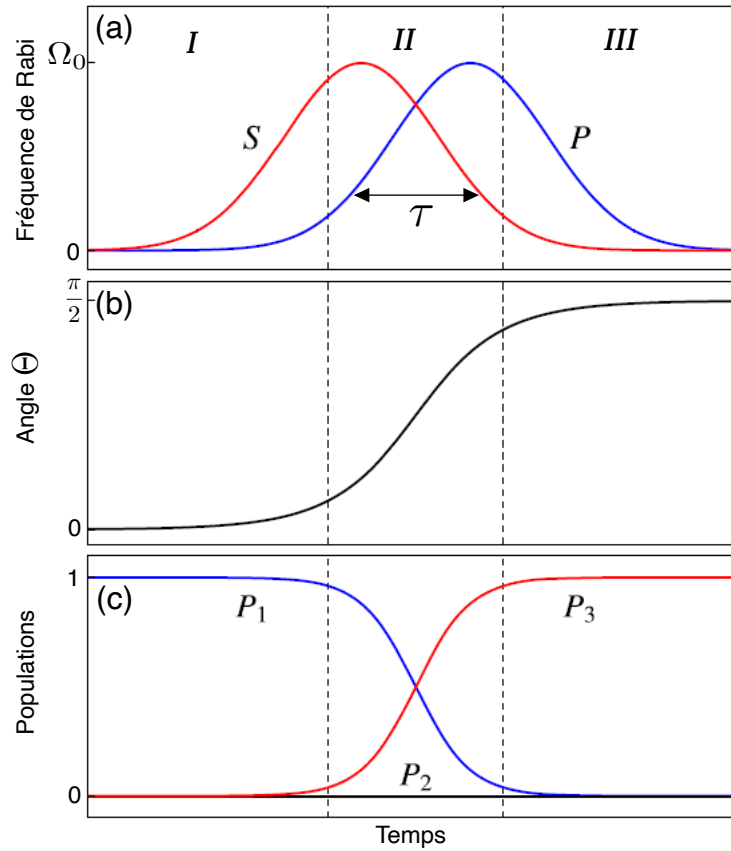 (a)
I
II
III
Ω₀
S
P
τ
0
Fréquence de Rabi
(b)
π/2
0
Angle Θ
(c)
1
P₁
P₃
P₂
0
Populations
Temps